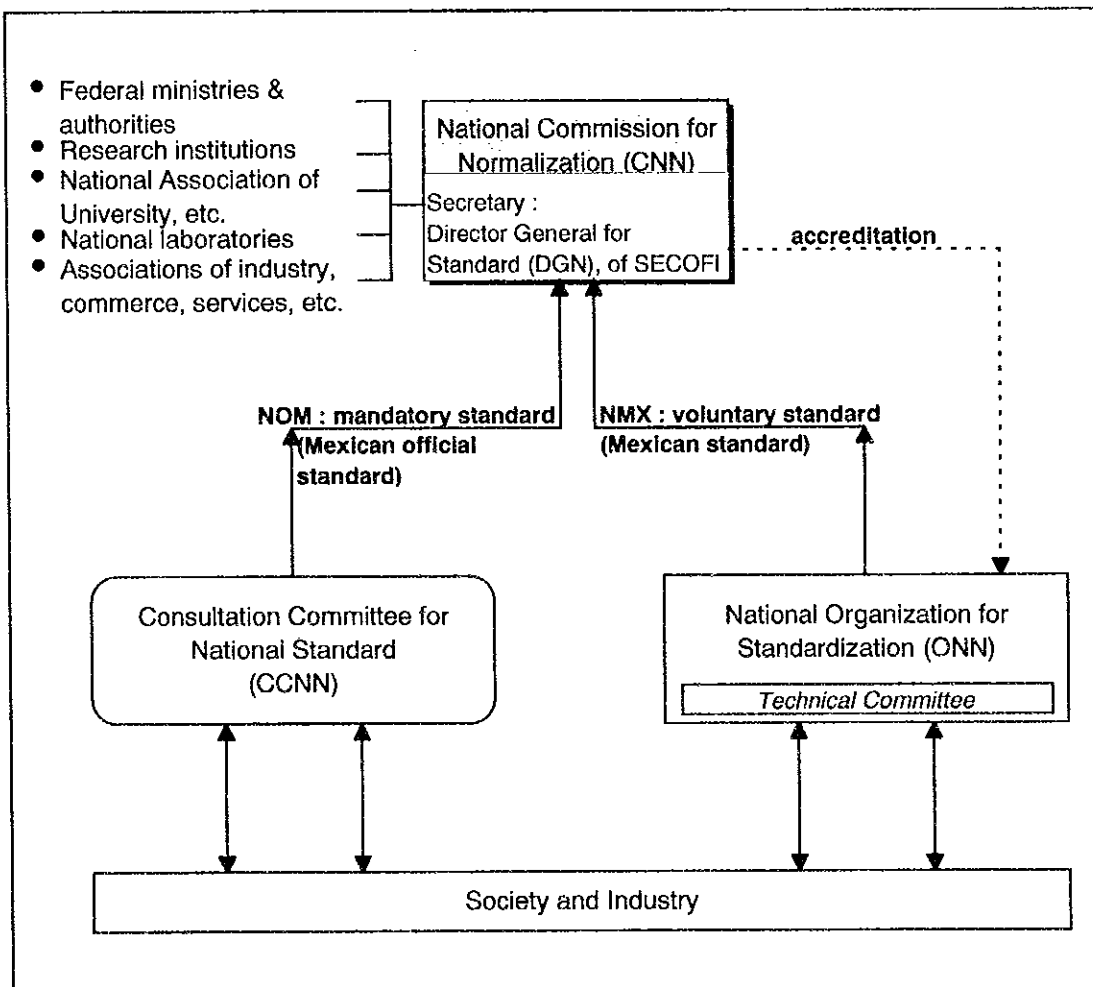 • Federal ministries &
authorities
• Research institutions
• National Association of
University, etc.
• National laboratories
• Associations of industry,
commerce, services, etc.
National Commission for
Normalization (CNN)
Secretary :
Director General for
Standard (DGN), of SECOFI
accreditation
NOM : mandatory standard
(Mexican official
standard)
NMX : voluntary standard
(Mexican standard)
Consultation Committee for
National Standard
(CCNN)
National Organization for
Standardization (ONN)
Technical Committee
Society and Industry